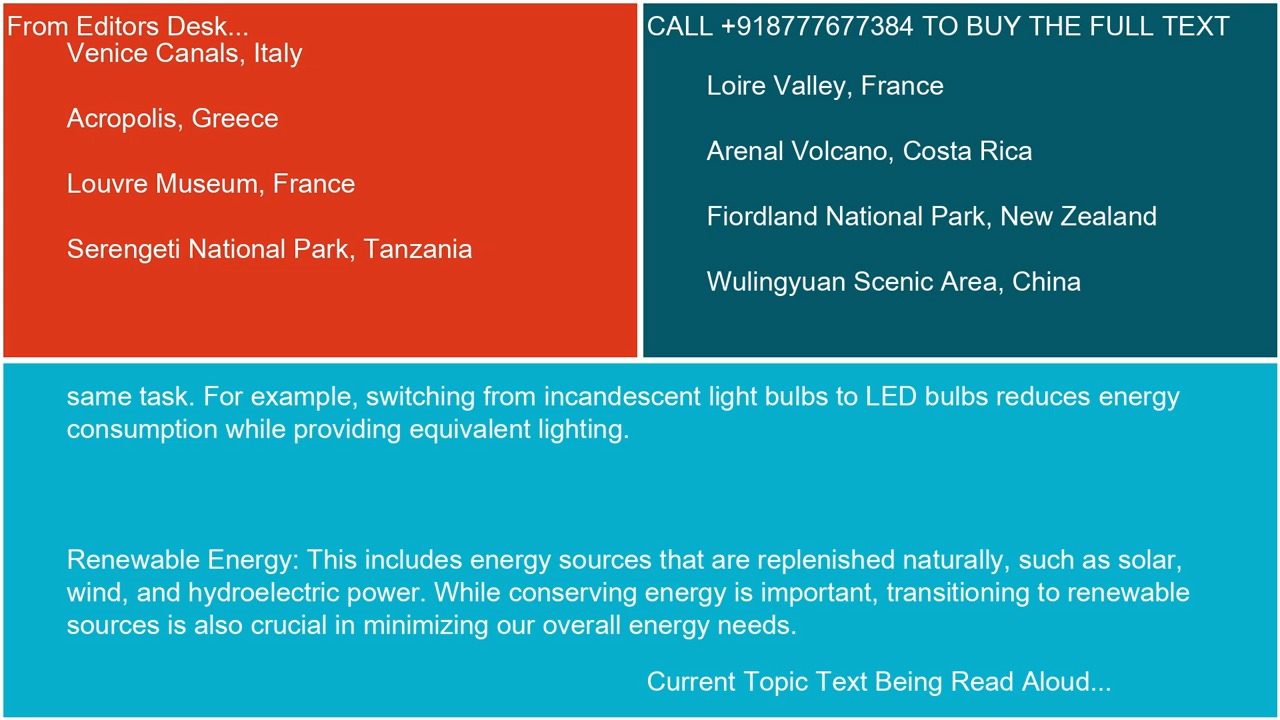 From Editors Desk...
Venice Canals, Italy
Acropolis, Greece
Louvre Museum, France
Serengeti National Park, Tanzania
CALL +918777677384 TO BUY THE FULL TEXT
Loire Valley, France
Arenal Volcano, Costa Rica
Fiordland National Park, New Zealand
Wulingyuan Scenic Area, China
same task. For example, switching from incandescent light bulbs to LED bulbs reduces energy
consumption while providing equivalent lighting.
Renewable Energy: This includes energy sources that are replenished naturally, such as solar,
wind, and hydroelectric power. While conserving energy is important, transitioning to renewable
sources is also crucial in minimizing our overall energy needs.
Current Topic Text Being Read Aloud...